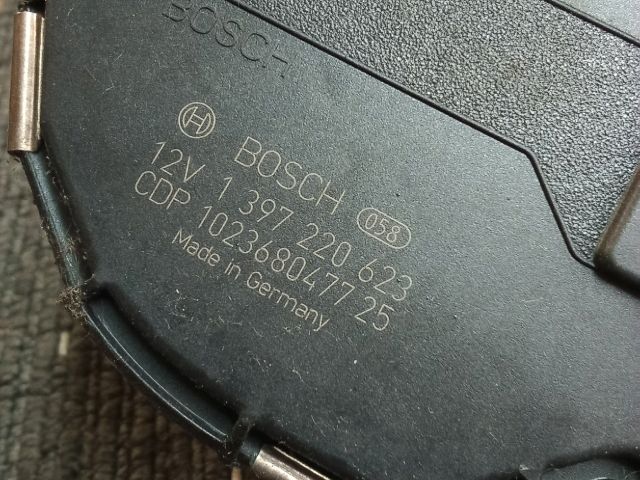 BOSCH
BOSCH 058
12V 1 397 220 623
CDP 1023680477 25
Made in Germany